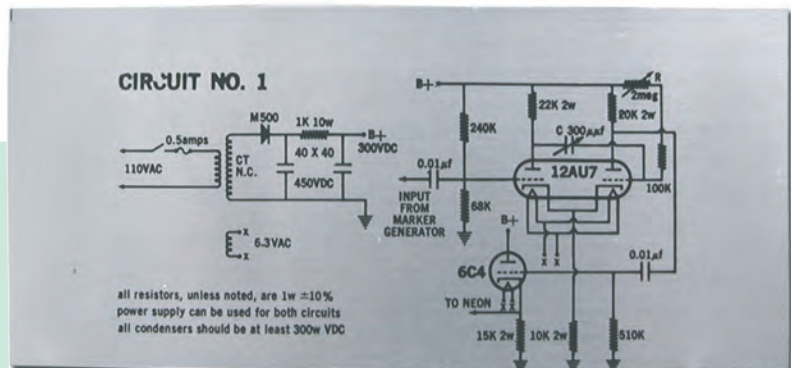 CIRCUIT NO. 1
0.5amps
110VAC
CT
N.C.
M500
1K 10w
40 X 40
450VDC
B+
300VDC
6.3VAC
X
X
all resistors, unless noted, are 1w ±10%
power supply can be used for both circuits
all condensers should be at least 300w VDC
B+
240K
22K 2w
20K 2w
R
2meg
C 300μμf
0.01μf
12AU7
100K
INPUT
FROM
MARKER
GENERATOR
68K
B+
X X
0.01μf
6C4
X X
TO NEON
15K 2w
10K 2w
510K